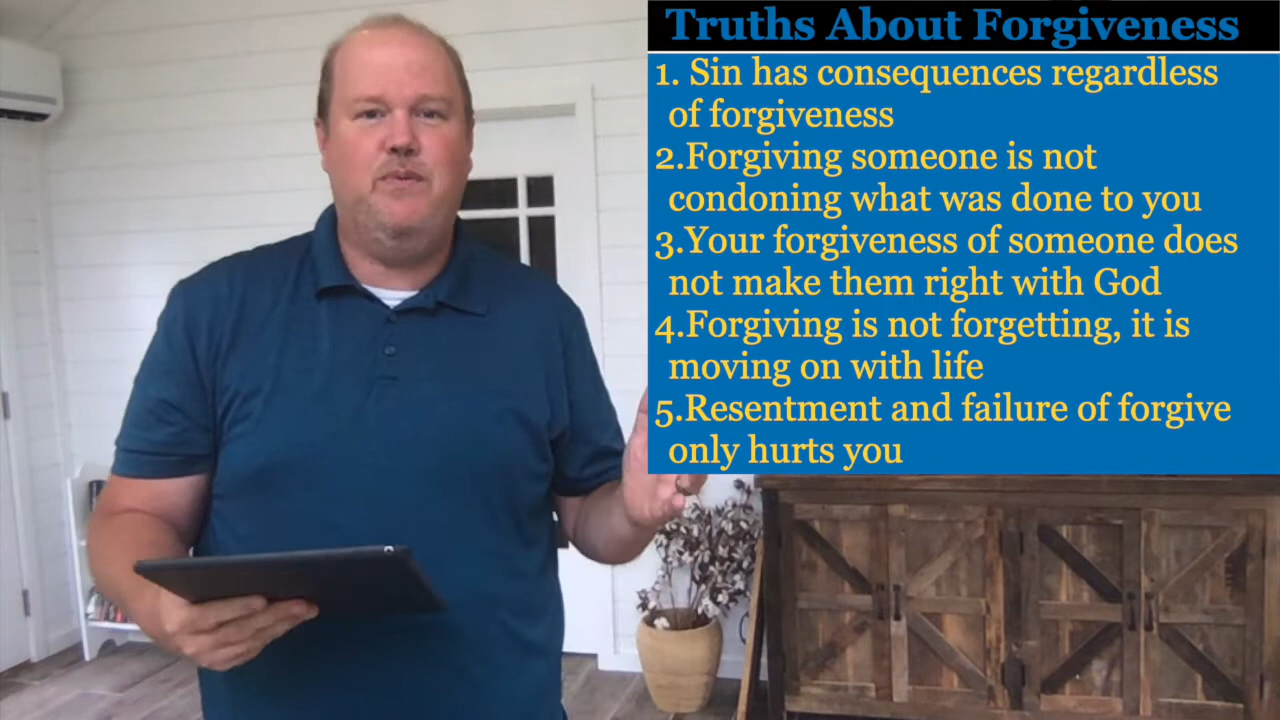 Truths About Forgiveness
1. Sin has consequences regardless
of forgiveness
2.Forgiving someone is not
condoning what was done to you
3.Your forgiveness of someone does
not make them right with God
4.Forgiving is not forgetting, it is
moving on with life
5.Resentment and failure of forgive
only hurts you